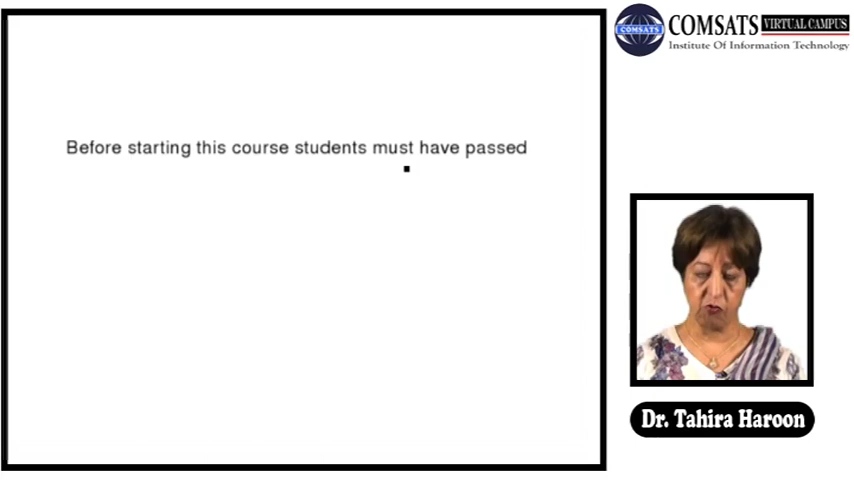 COMSATS
COMSATS VIRTUAL CAMPUS
Institute Of Information Technology
Before starting this course students must have passed
Dr. Tahira Haroon